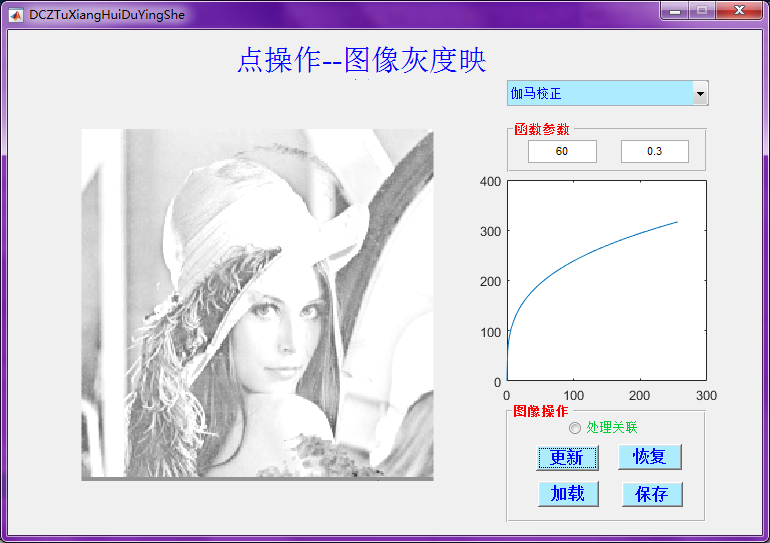 DCZTuXiangHuiDuYingShe
点操作--图像灰度映
伽马校正
函数参数
60 0.3
400
300
200
100
0
0 100 200 300
图像操作
处理关联
更新 恢复
加载 保存